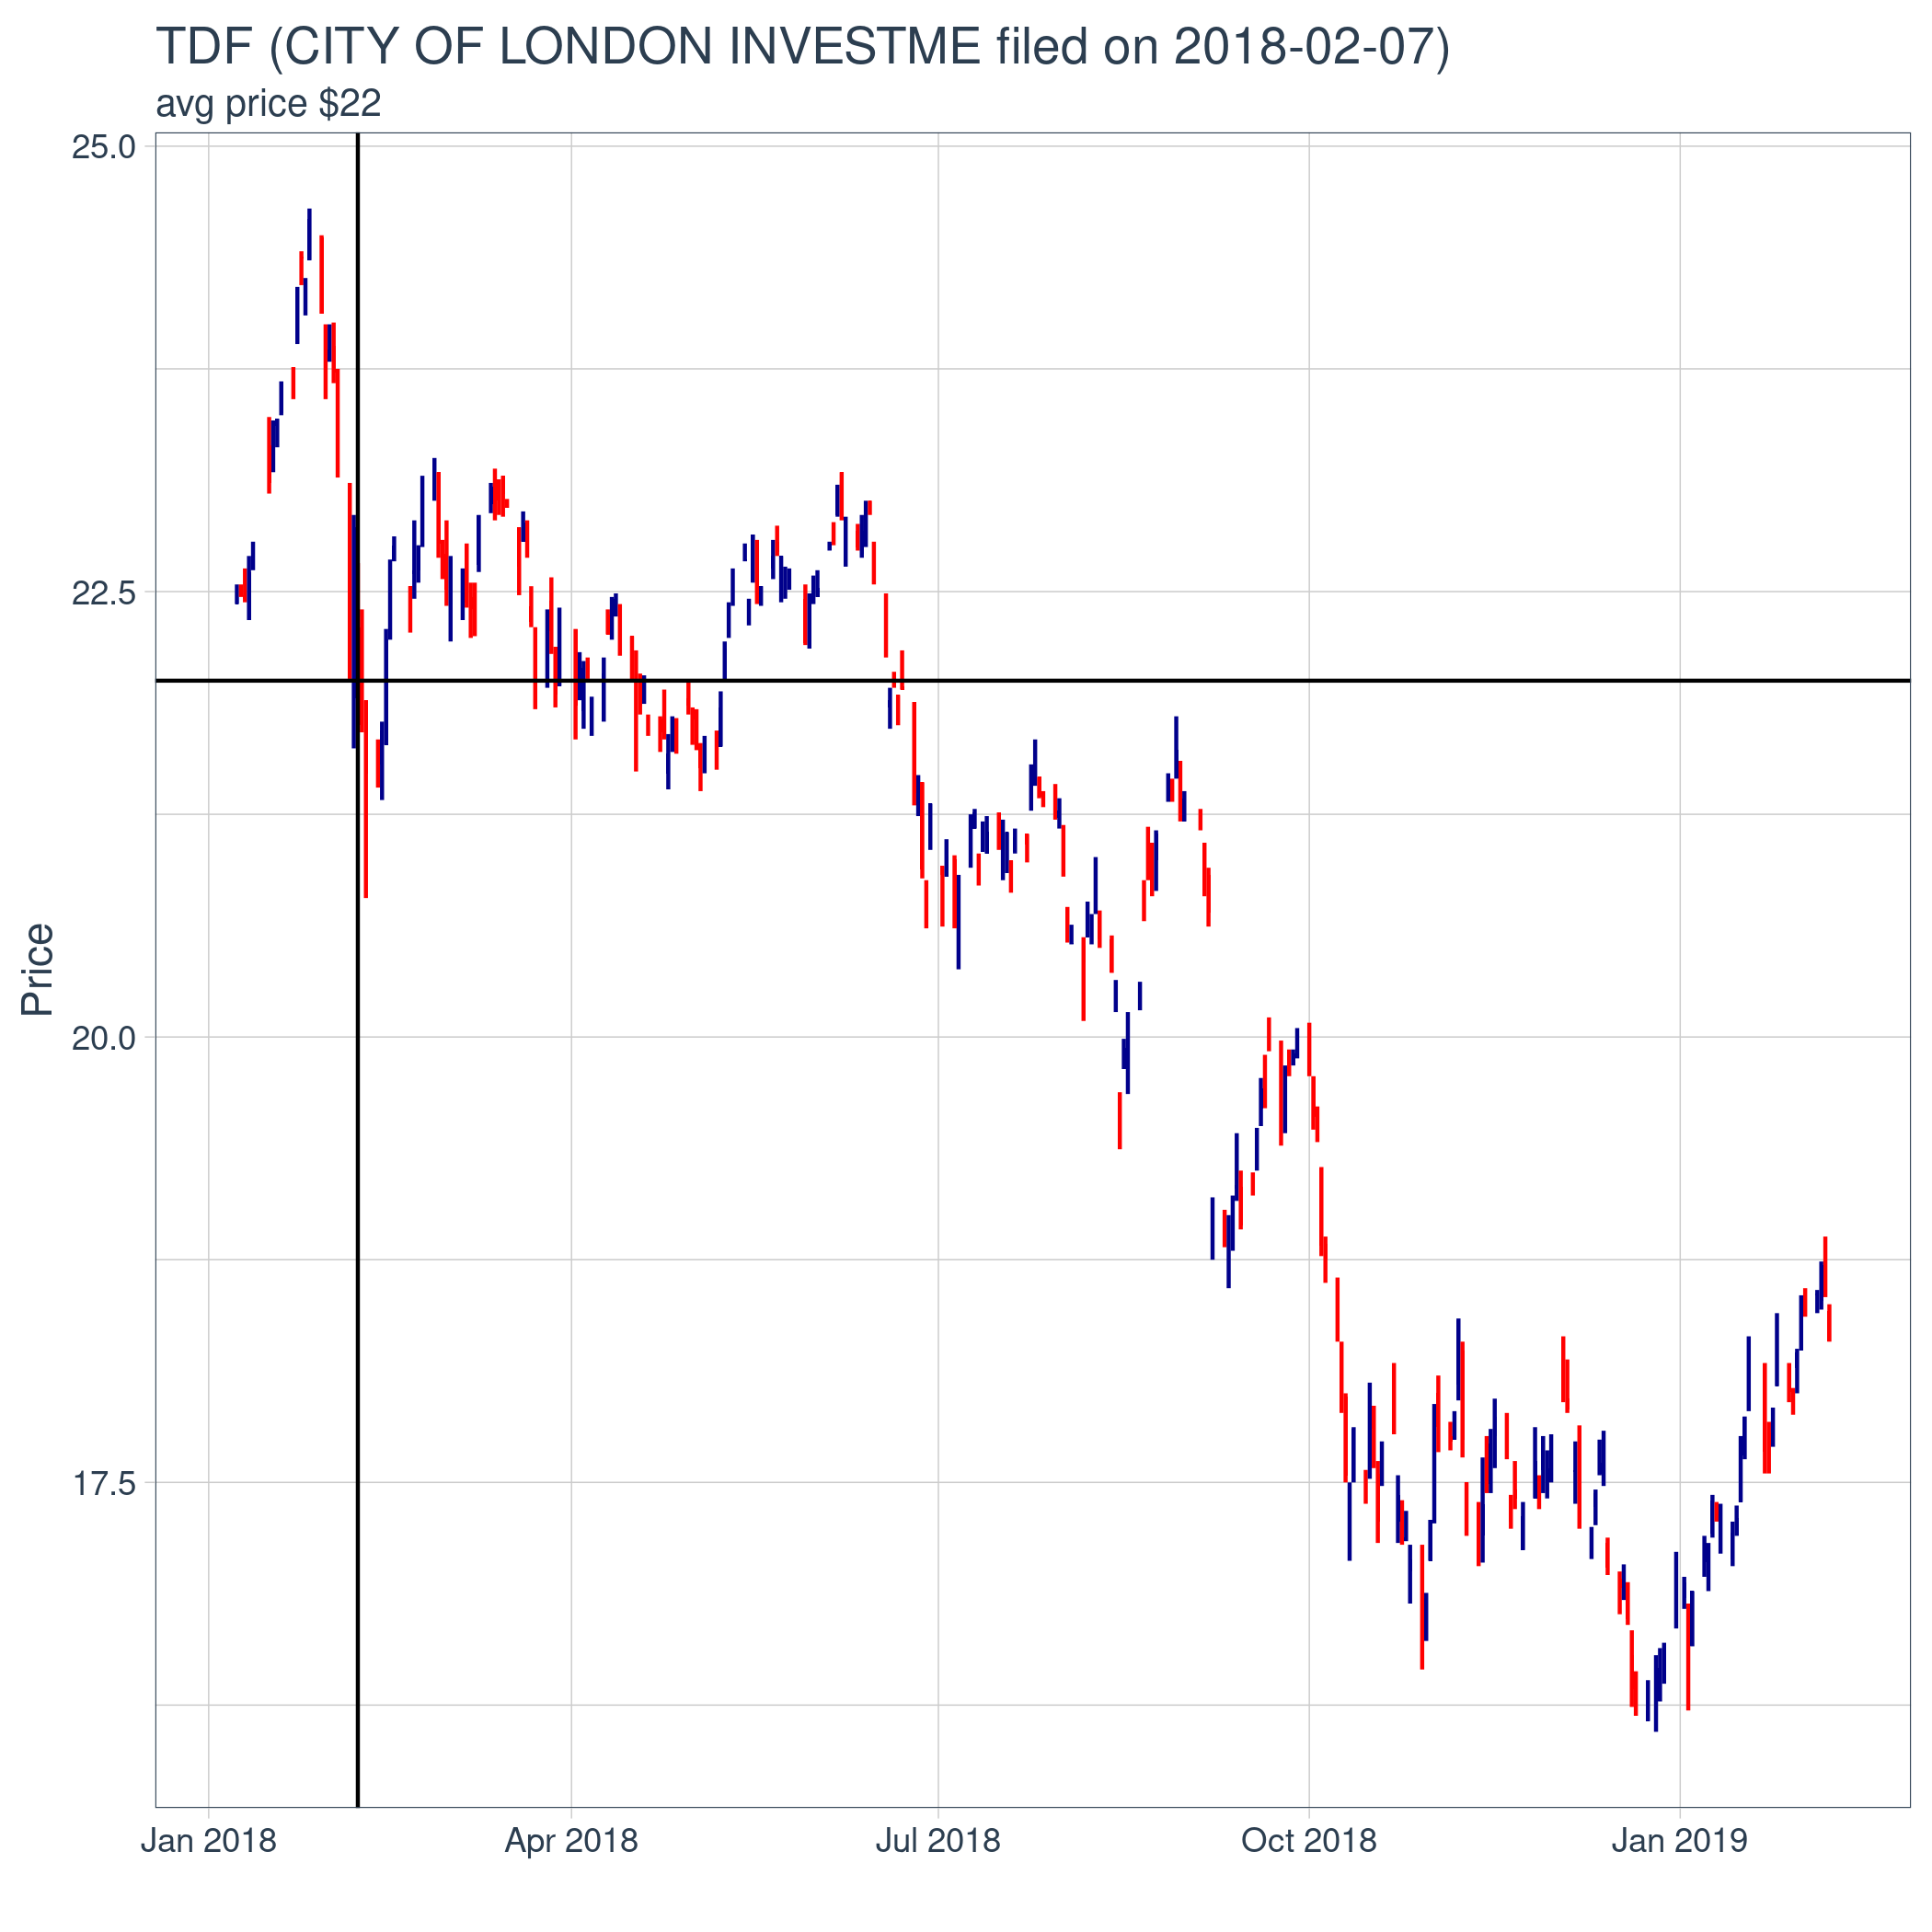 TDF (CITY OF LONDON INVESTME filed on 2018-02-07)
avg price $22
25.0
22.5
20.0
17.5
Price
Jan 2018
Apr 2018
Jul 2018
Oct 2018
Jan 2019